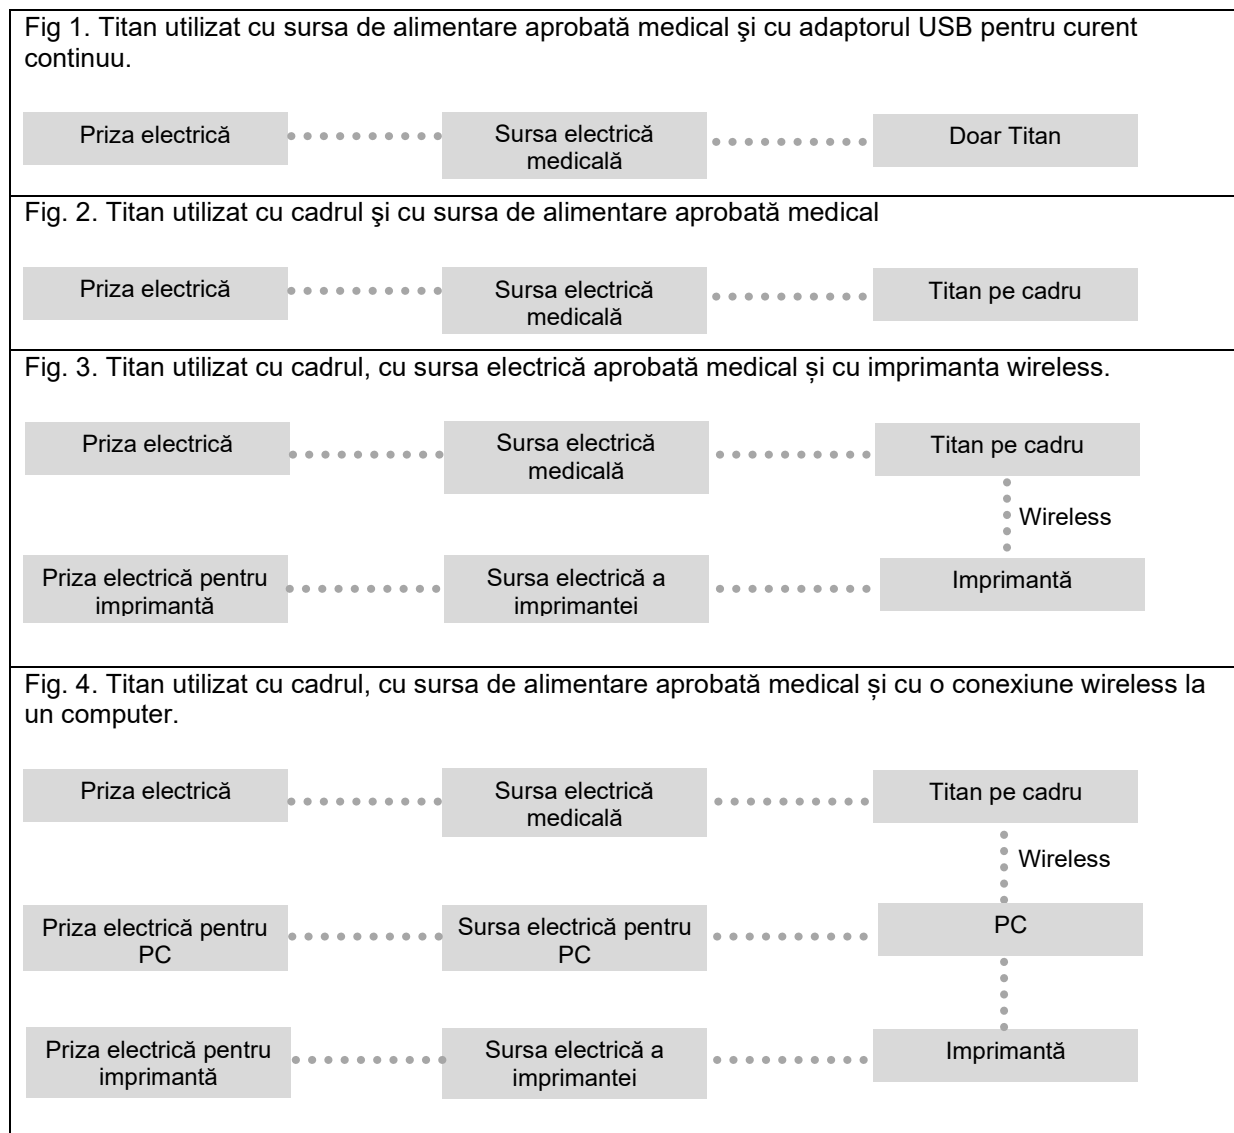 Fig 1. Titan utilizat cu sursa de alimentare aprobată medical şi cu adaptorul USB pentru curent
continuu.
Priza electrică
Sursa electrică
medicală
Doar Titan
Fig. 2. Titan utilizat cu cadrul şi cu sursa de alimentare aprobată medical
Priza electrică
Sursa electrică
medicală
Titan pe cadru
Fig. 3. Titan utilizat cu cadrul, cu sursa electrică aprobată medical și cu imprimanta wireless.
Priza electrică
Sursa electrică
medicală
Titan pe cadru
Wireless
Priza electrică pentru
imprimantă
Sursa electrică a
imprimantei
Imprimantă
Fig. 4. Titan utilizat cu cadrul, cu sursa de alimentare aprobată medical și cu o conexiune wireless la
un computer.
Priza electrică
Sursa electrică
medicală
Titan pe cadru
Wireless
Priza electrică pentru
PC
Sursa electrică pentru
PC
PC
Priza electrică pentru
imprimantă
Sursa electrică a
imprimantei
Imprimantă